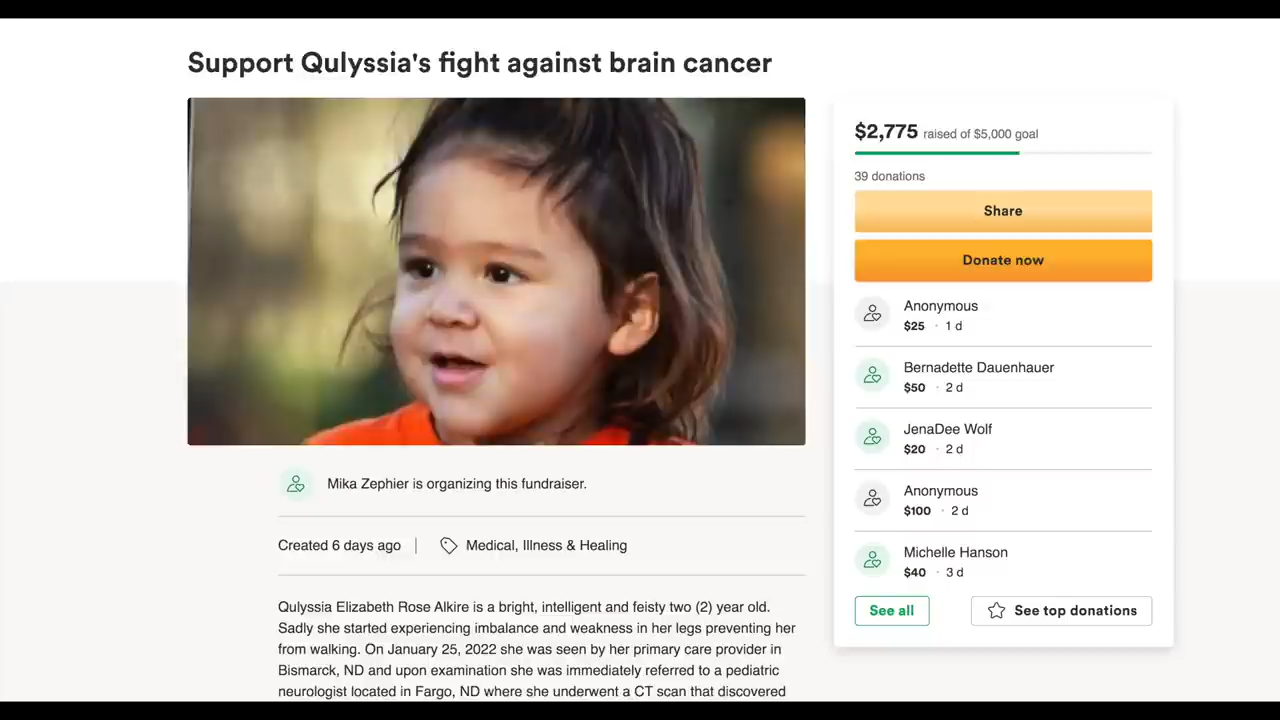 Support Qulyssia's fight against brain cancer
$2,775 raised of $5,000 goal
39 donations
Share
Donate now
Anonymous
$25 · 1 d
Bernadette Dauenhauer
$50 · 2 d
JenaDee Wolf
$20 · 2 d
Anonymous
$100 · 2 d
Michelle Hanson
$40 · 3 d
See all
See top donations
Mika Zephier is organizing this fundraiser.
Created 6 days ago | Medical, Illness & Healing
Qulyssia Elizabeth Rose Alkire is a bright, intelligent and feisty two (2) year old.
Sadly she started experiencing imbalance and weakness in her legs preventing her
from walking. On January 25, 2022 she was seen by her primary care provider in
Bismarck, ND and upon examination she was immediately referred to a pediatric
neurologist located in Fargo, ND where she underwent a CT scan that discovered